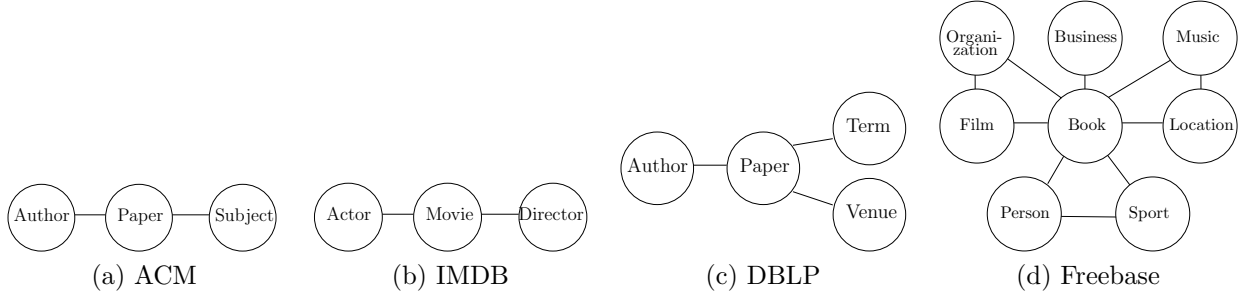 Author
Paper
Subject
(a) ACM
Actor
Movie
Director
(b) IMDB
Author
Paper
Term
Venue
(c) DBLP
Organi-
zation
Business
Music
Film
Book
Location
Person
Sport
(d) Freebase